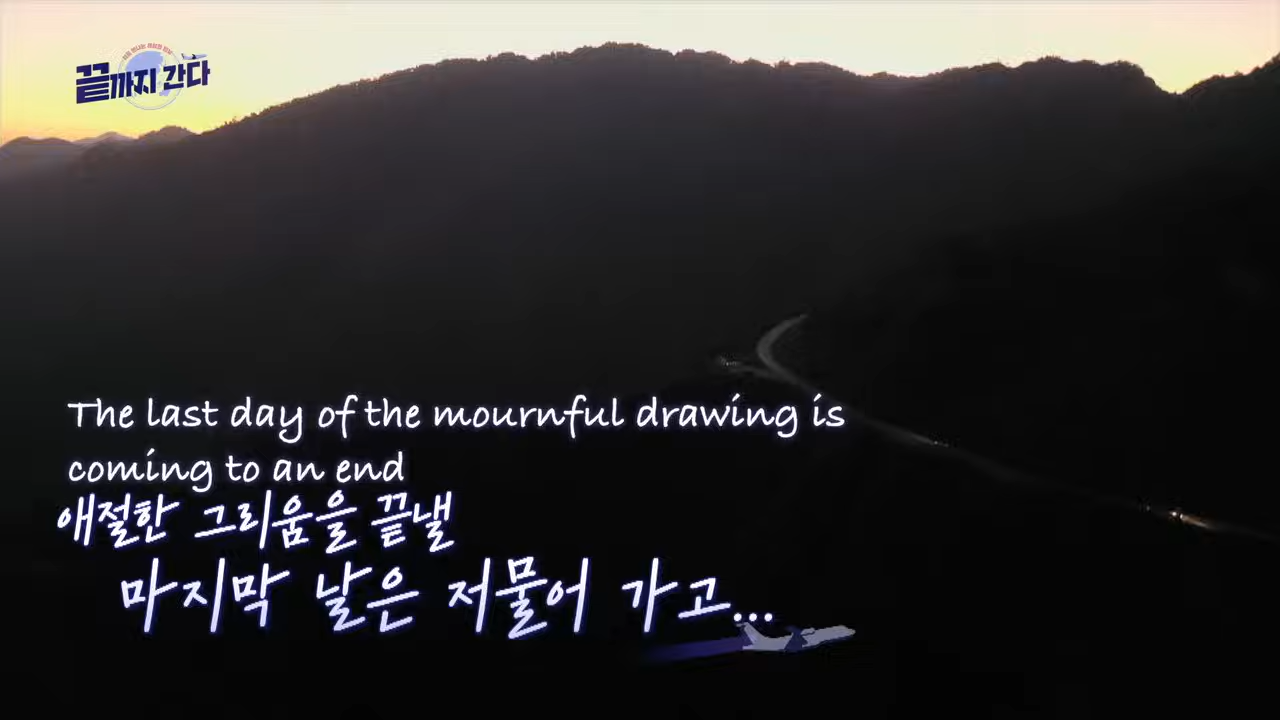 끝까지 간다
The last day of the mournful drawing is
coming to an end
애절한 그리움을 끝낼
마지막 날은 저물어 가고...